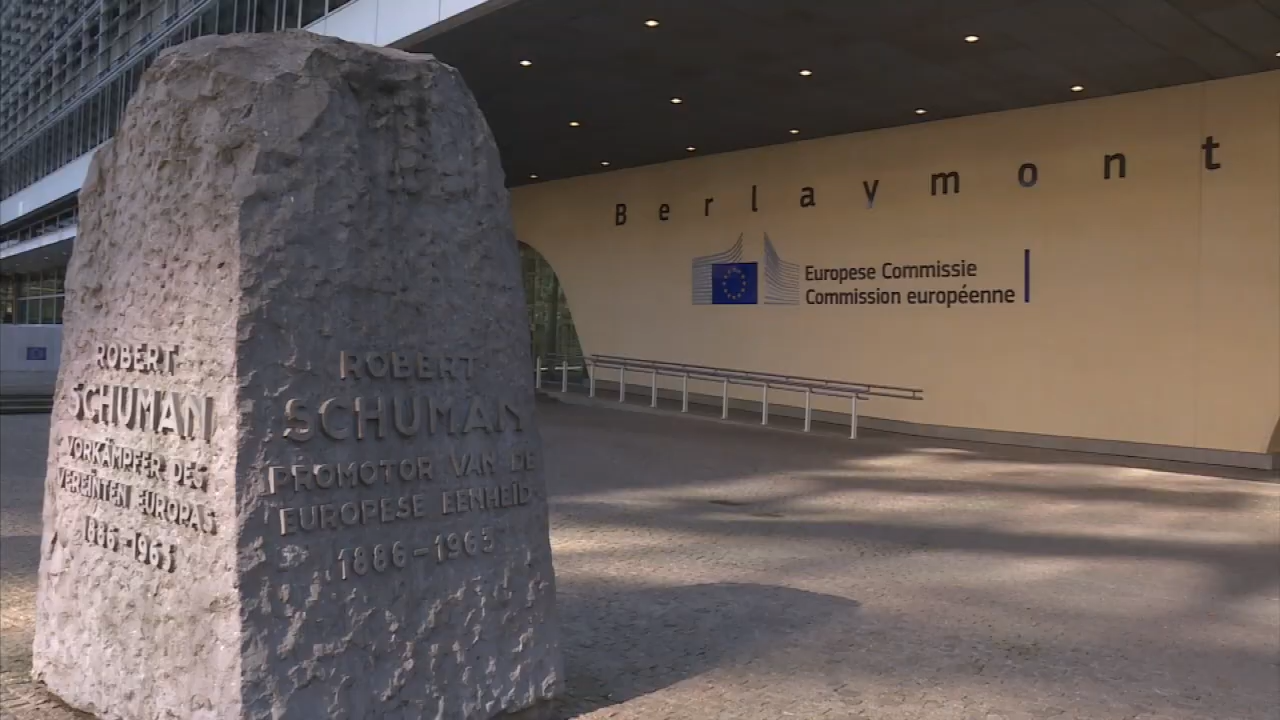 ROBERT
SCHUMAN
VORKÄMPFER DES
VEREINTEN EUROPAS
1886-1963
ROBERT
SCHUMAN
PROMOTOR VAN DE
EUROPESE EENHEID
1886-1963
Berlaymont
Europese Commissie
Commission européenne